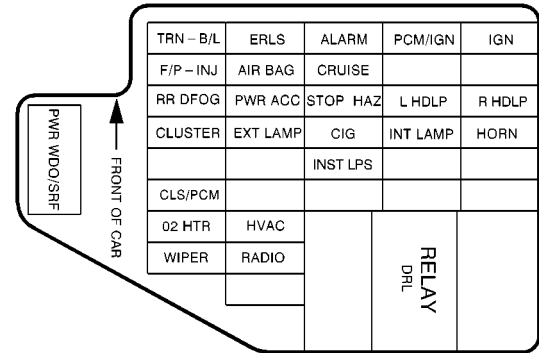 TRN – B/L ERLS ALARM PCM/IGN IGN
F/P – INJ AIR BAG CRUISE
RR DFOG PWR ACC STOP HAZ L HDLP R HDLP
CLUSTER EXT LAMP CIG INT LAMP HORN
INST LPS
CLS/PCM
02 HTR HVAC
WIPER RADIO
PWR WDO/SRF
FRONT OF CAR
RELAY
DRL